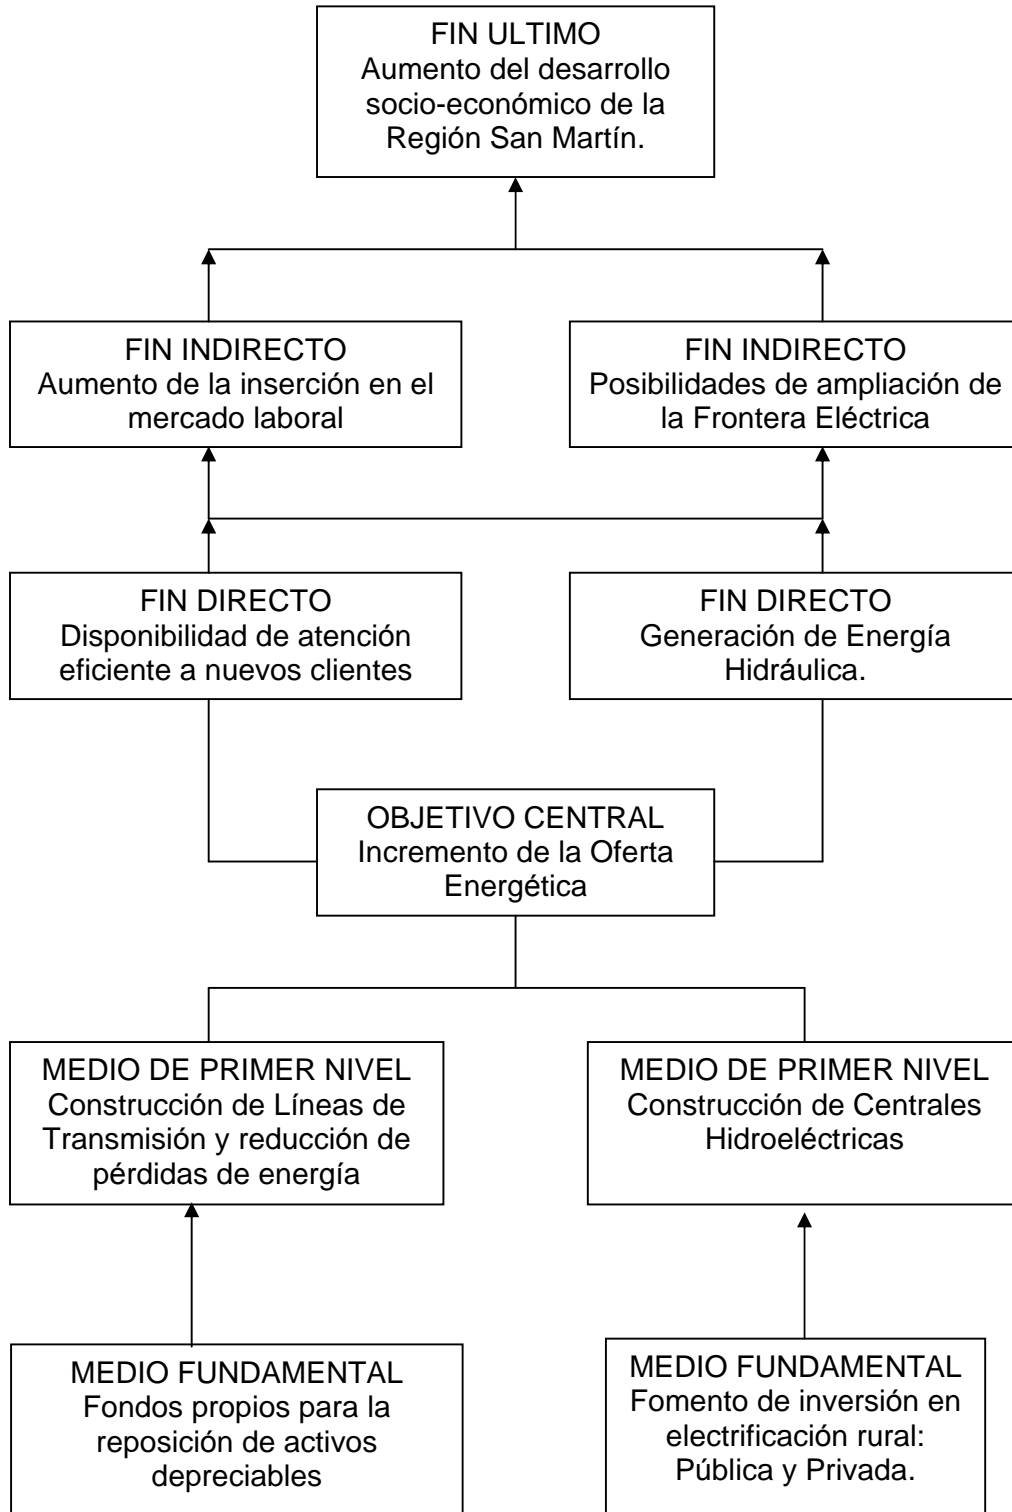 FIN ULTIMO
Aumento del desarrollo
socio-económico de la
Región San Martín.
FIN INDIRECTO
Aumento de la inserción en el
mercado laboral
FIN INDIRECTO
Posibilidades de ampliación de
la Frontera Eléctrica
FIN DIRECTO
Disponibilidad de atención
eficiente a nuevos clientes
FIN DIRECTO
Generación de Energía
Hidráulica.
OBJETIVO CENTRAL
Incremento de la Oferta
Energética
MEDIO DE PRIMER NIVEL
Construcción de Líneas de
Transmisión y reducción de
pérdidas de energía
MEDIO DE PRIMER NIVEL
Construcción de Centrales
Hidroeléctricas
MEDIO FUNDAMENTAL
Fondos propios para la
reposición de activos
depreciables
MEDIO FUNDAMENTAL
Fomento de inversión en
electrificación rural:
Pública y Privada.